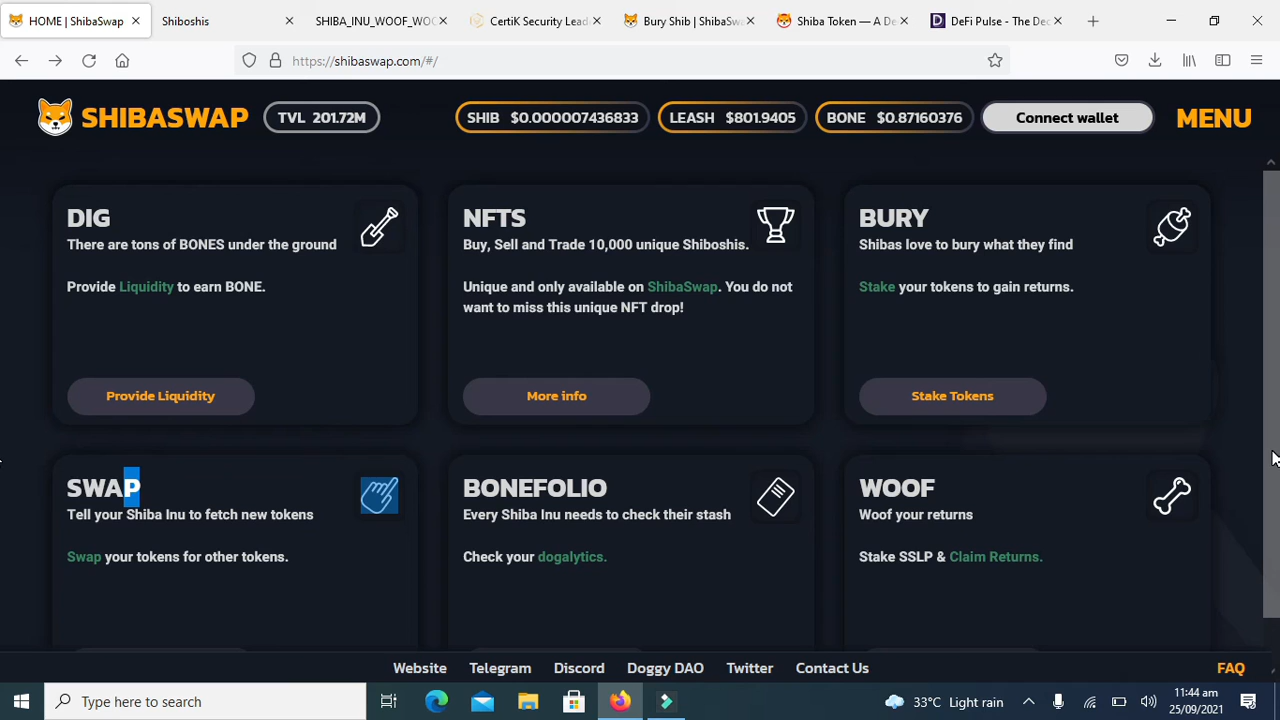 HOME | ShibaSwap
Shiboshis
SHIBA_INU_WOOF_WOO
CertiK Security Lead
Bury Shib | ShibaSwap
Shiba Token — A De
DeFi Pulse - The Dec
https://shibaswap.com/#/
SHIBASWAP
TVL 201.72M
SHIB $0.000007436833
LEASH $801.9405
BONE $0.87160376
Connect wallet
MENU
DIG
There are tons of BONES under the ground
Provide Liquidity to earn BONE.
Provide Liquidity
NFTS
Buy, Sell and Trade 10,000 unique Shiboshis.
Unique and only available on ShibaSwap. You do not
want to miss this unique NFT drop!
More info
BURY
Shibas love to bury what they find
Stake your tokens to gain returns.
Stake Tokens
SWAP
Tell your Shiba Inu to fetch new tokens
Swap your tokens for other tokens.
BONEFOLIO
Every Shiba Inu needs to check their stash
Check your dogalytics.
WOOF
Woof your returns
Stake SSLP & Claim Returns.
Website
Telegram
Discord
Doggy DAO
Twitter
Contact Us
FAQ
Type here to search
33°C Light rain
11:44 am
25/09/2021